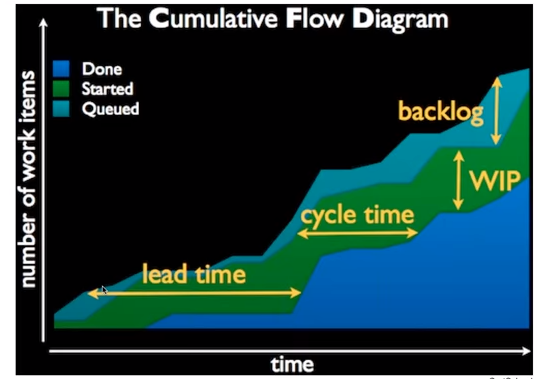 The Cumulative Flow Diagram
Done
Started
Queued
backlog
WIP
cycle time
lead time
number of work items
time